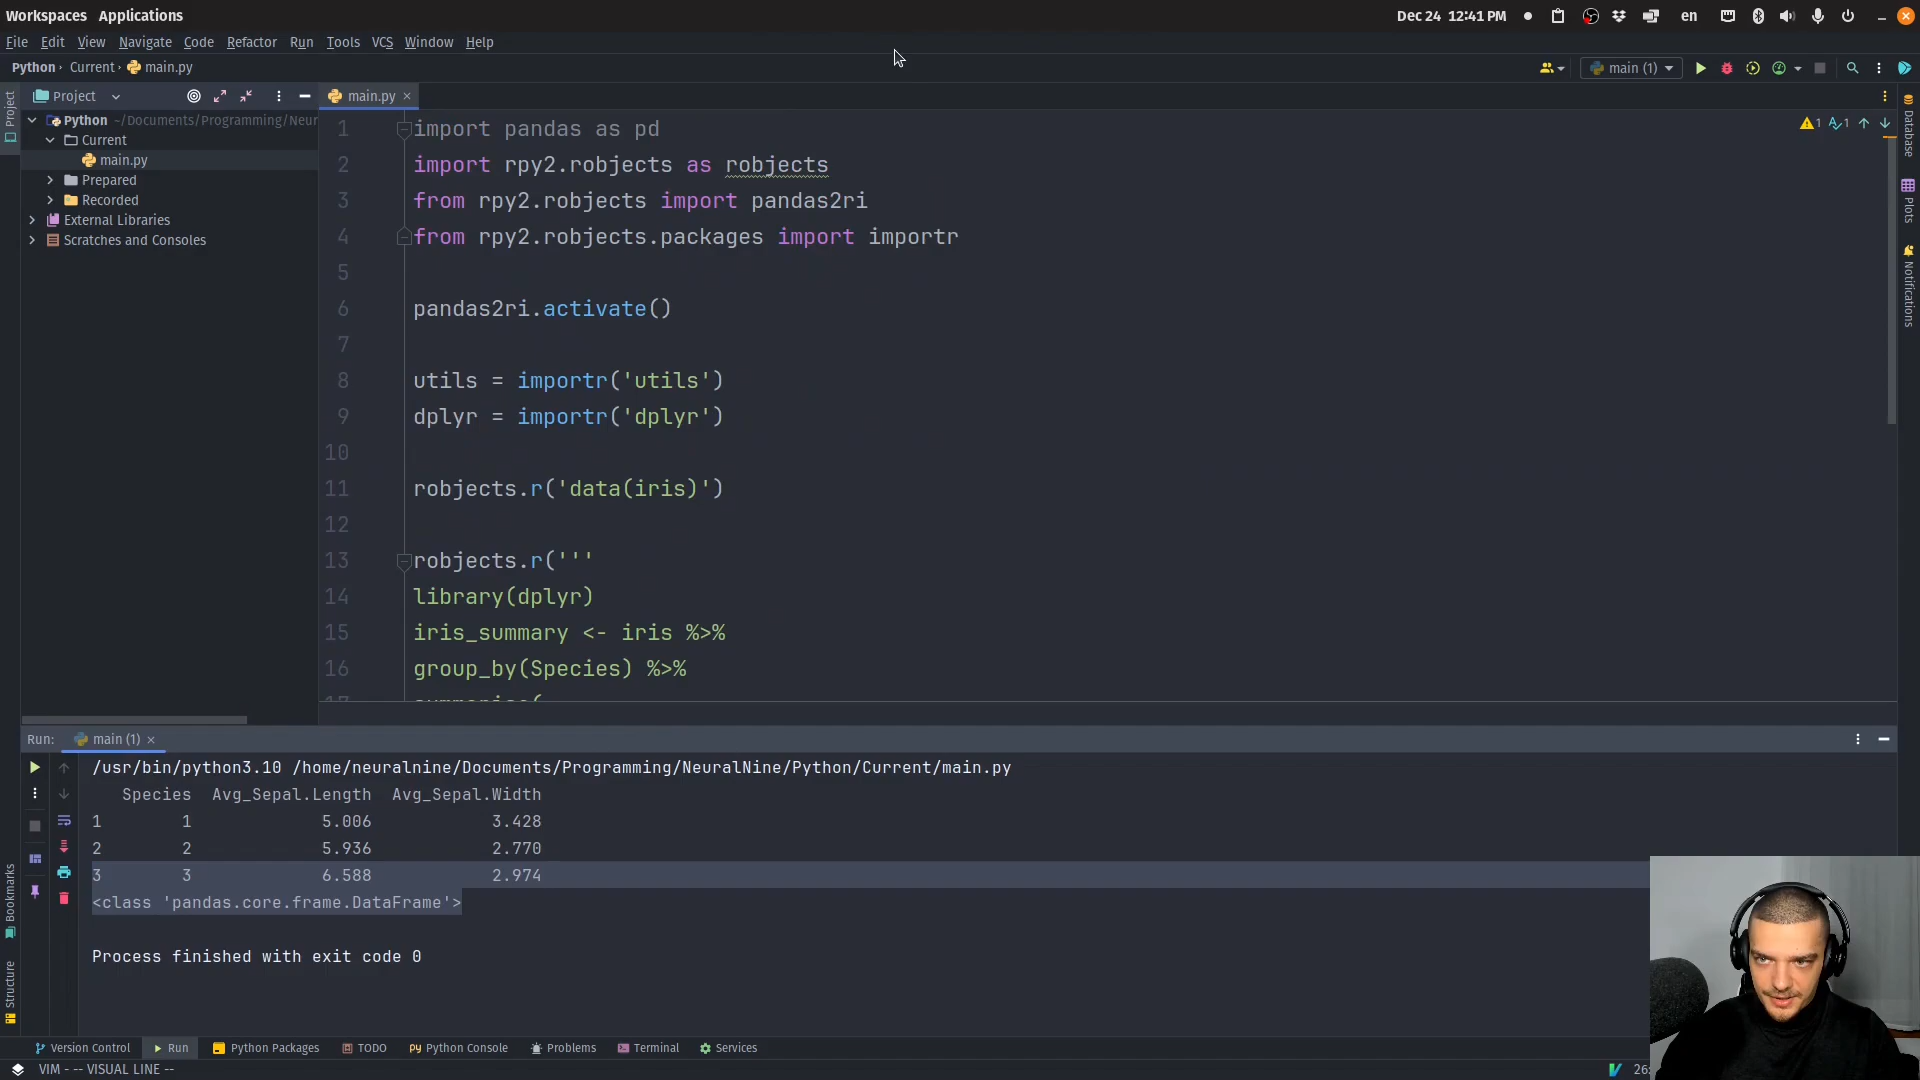 Workspaces Applications Dec 24 12:41 PM en
File Edit View Navigate Code Refactor Run Tools VCS Window Help
Python Current main.py main (1)
Project main.py
Python ~/Documents/Programming/Neur
Current
main.py
Prepared
Recorded
External Libraries
Scratches and Consoles
1 import pandas as pd
2 import rpy2.robjects as robjects
3 from rpy2.robjects import pandas2ri
4 from rpy2.robjects.packages import importr
5
6 pandas2ri.activate()
7
8 utils = importr('utils')
9 dplyr = importr('dplyr')
10
11 robjects.r('data(iris)')
12
13 robjects.r('''
14 library(dplyr)
15 iris_summary <- iris %>%
16 group_by(Species) %>%
1 1
Project
Bookmarks
Structure
Database
Plots
Notifications
Run: main (1)
/usr/bin/python3.10 /home/neuralnine/Documents/Programming/NeuralNine/Python/Current/main.py
Species Avg_Sepal.Length Avg_Sepal.Width
1 1 5.006 3.428
2 2 5.936 2.770
3 3 6.588 2.974
<class 'pandas.core.frame.DataFrame'>
Process finished with exit code 0
Version Control Run Python Packages TODO Python Console Problems Terminal Services
VIM - -- VISUAL LINE -- 26: